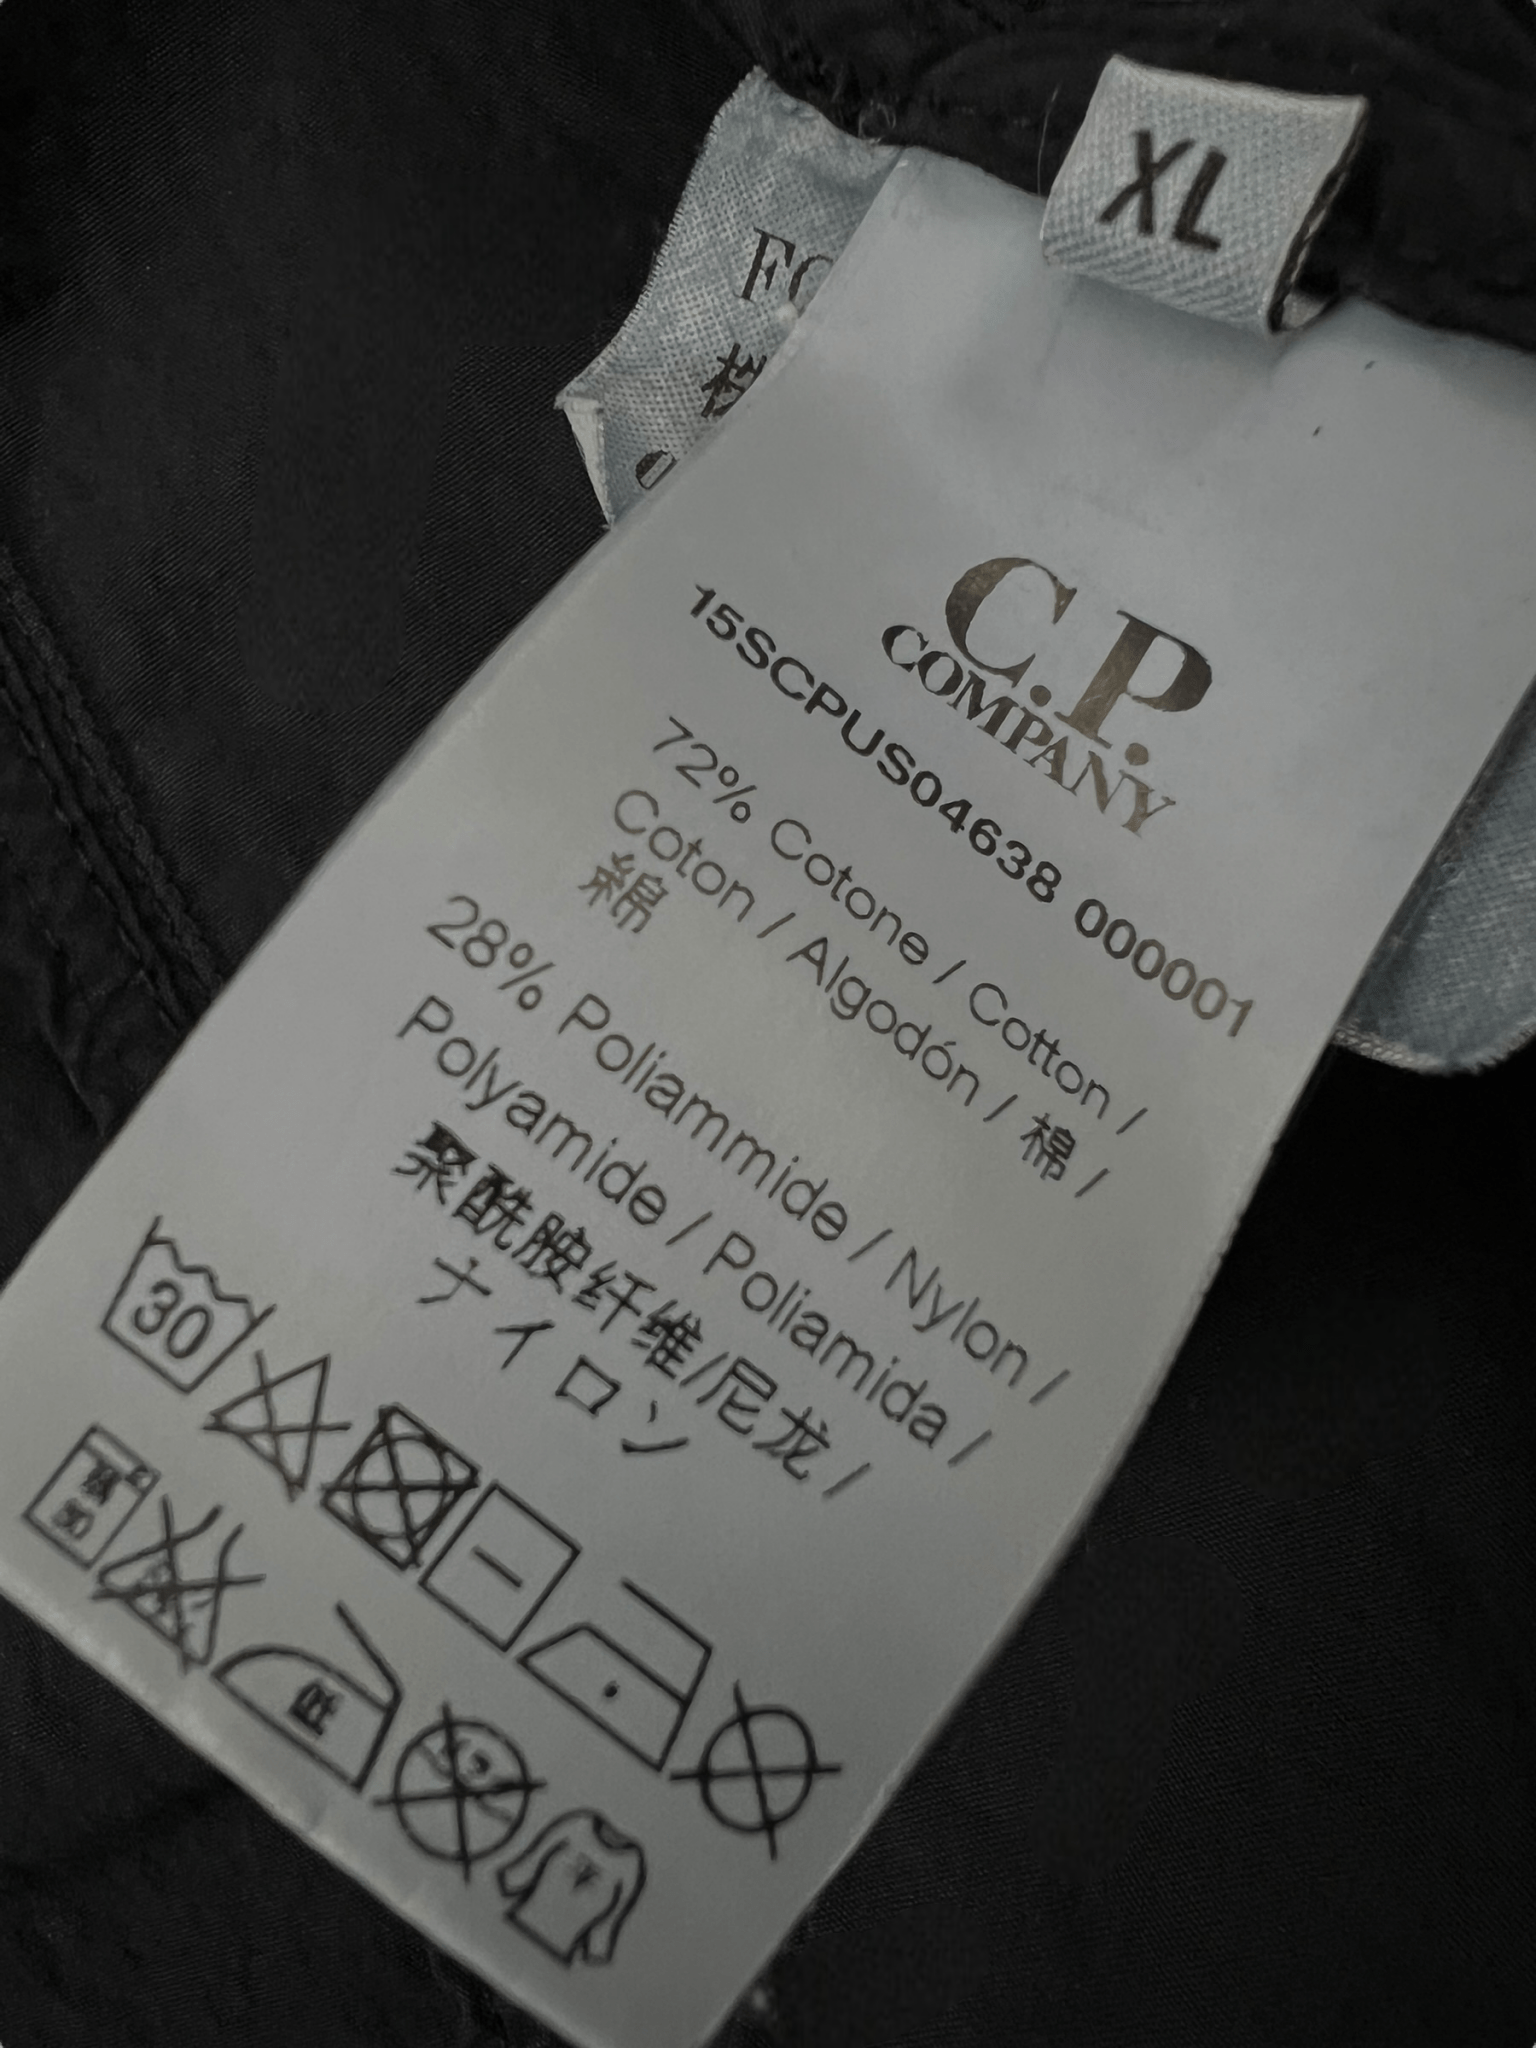 XL
C.P.
COMPANY
15SCPUS04638 000001
72% Cotone / Cotton /
Coton / Algodón / 棉 /
綿
28% Poliammide / Nylon /
Polyamide / Poliamida /
聚酰胺纤维/尼龙 /
ナイロン
30
低